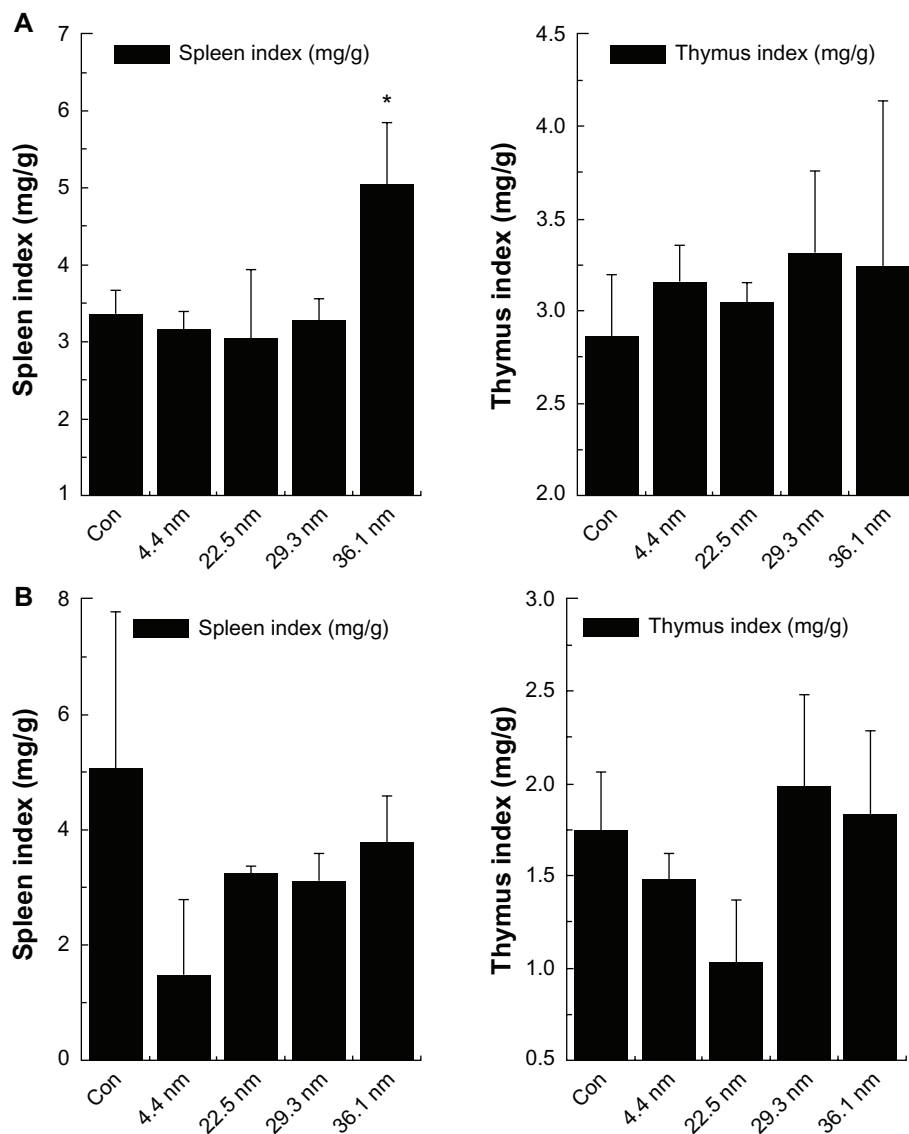 A
Spleen index (mg/g)
Spleen index (mg/g)
7
6
5
4
3
2
1
*
Con
4.4 nm
22.5 nm
29.3 nm
36.1 nm
Thymus index (mg/g)
Thymus index (mg/g)
4.5
4.0
3.5
3.0
2.5
2.0
Con
4.4 nm
22.5 nm
29.3 nm
36.1 nm
B
Spleen index (mg/g)
Spleen index (mg/g)
8
6
4
2
0
Con
4.4 nm
22.5 nm
29.3 nm
36.1 nm
Thymus index (mg/g)
Thymus index (mg/g)
3.0
2.5
2.0
1.5
1.0
0.5
Con
4.4 nm
22.5 nm
29.3 nm
36.1 nm